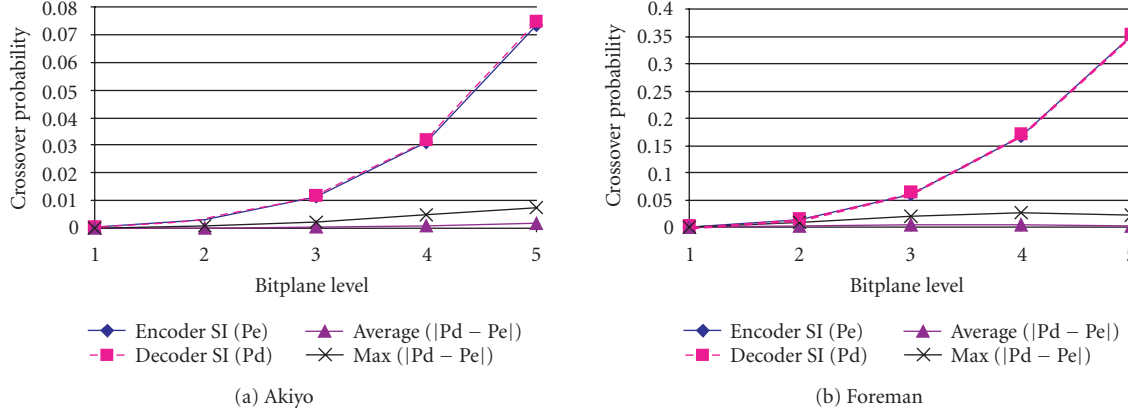 0.08
0.07
0.06
0.05
0.04
0.03
0.02
0.01
0
Crossover probability
1 2 3 4 5
Bitplane level
Encoder SI (Pe) Average (|Pd − Pe|)
Decoder SI (Pd) Max (|Pd − Pe|)
(a) Akiyo
0.4
0.35
0.3
0.25
0.2
0.15
0.1
0.05
0
Crossover probability
1 2 3 4 5
Bitplane level
Encoder SI (Pe) Average (|Pd − Pe|)
Decoder SI (Pd) Max (|Pd − Pe|)
(b) Foreman